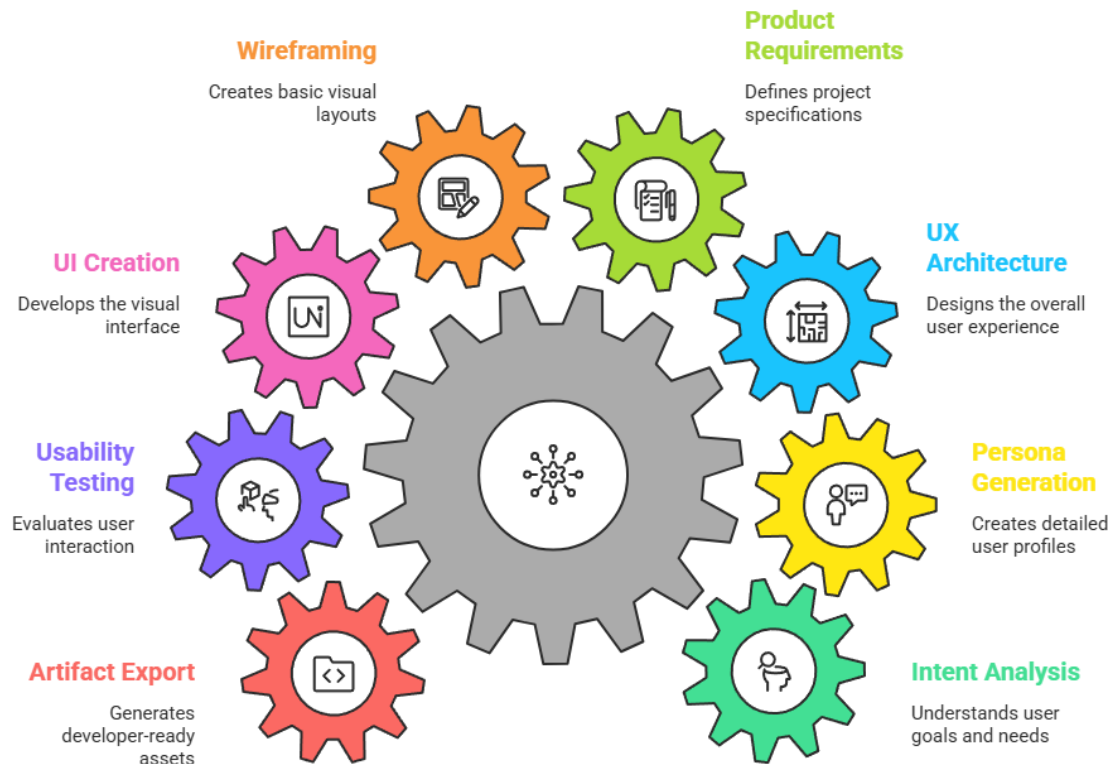 Wireframing
Creates basic visual
layouts
Product
Requirements
Defines project
specifications
UI Creation
Develops the visual
interface
UX
Architecture
Designs the overall
user experience
Usability
Testing
Evaluates user
interaction
Persona
Generation
Creates detailed
user profiles
Artifact Export
Generates
developer-ready
assets
Intent Analysis
Understands user
goals and needs